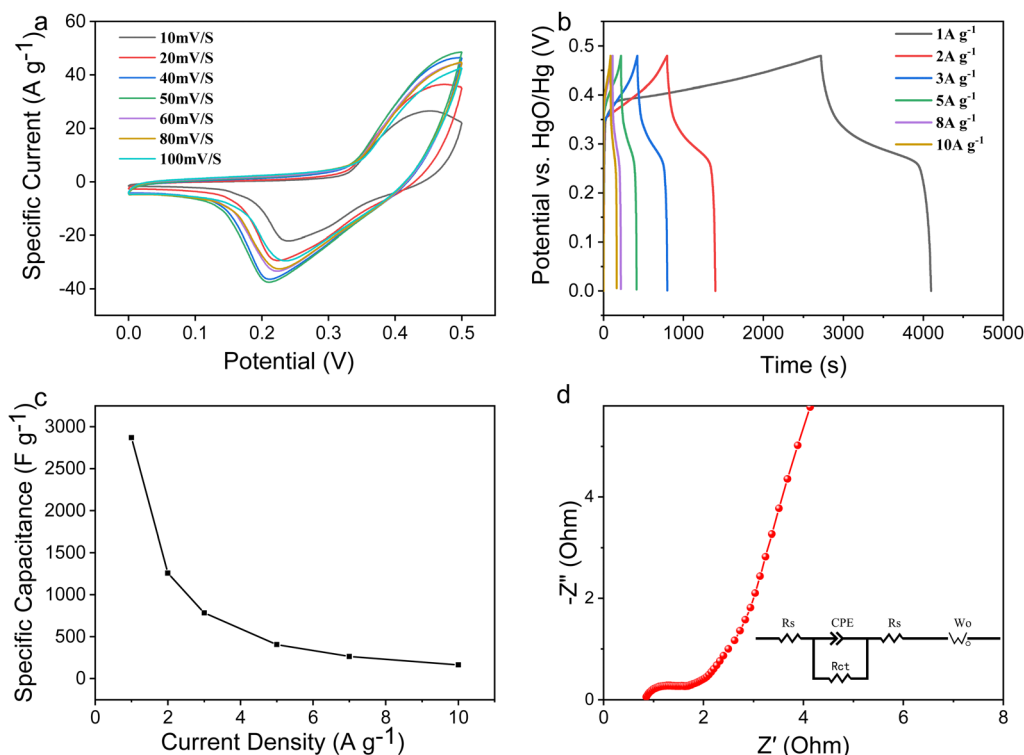 a
60
40
20
0
-20
-40
Specific Current (A g⁻¹)
10mV/S
20mV/S
40mV/S
50mV/S
60mV/S
80mV/S
100mV/S
0.0 0.1 0.2 0.3 0.4 0.5
Potential (V)
b
0.5
0.4
0.3
0.2
0.1
0.0
Potential vs. HgO/Hg (V)
1A g⁻¹
2A g⁻¹
3A g⁻¹
5A g⁻¹
8A g⁻¹
10A g⁻¹
0 1000 2000 3000 4000 5000
Time (s)
c
3000
2500
2000
1500
1000
500
0
Specific Capacitance (F g⁻¹)
0 2 4 6 8 10
Current Density (A g⁻¹)
d
4
2
0
-Z" (Ohm)
Rs CPE Rs Wo
Rct
0 2 4 6 8
Z' (Ohm)